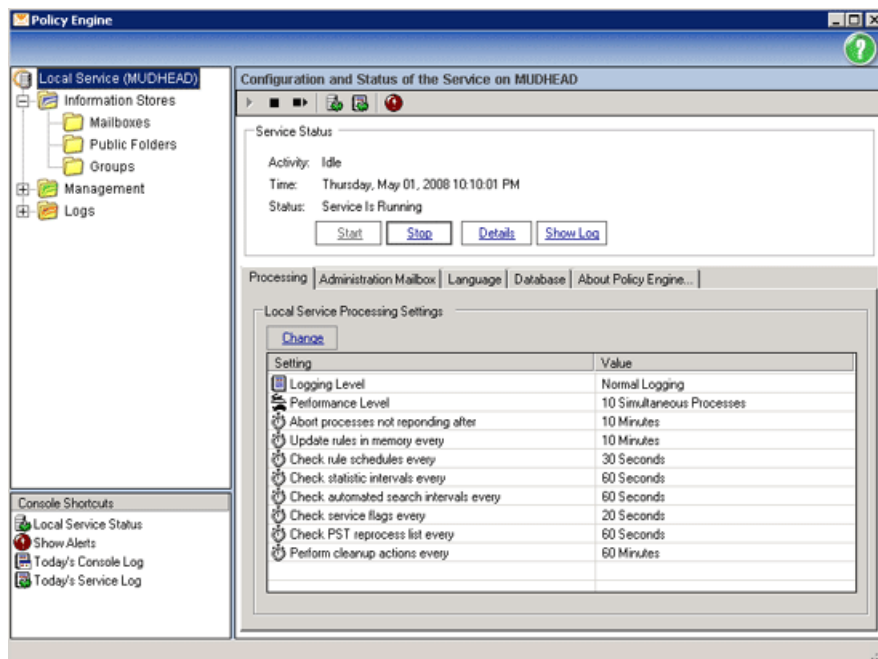 Policy Engine
Local Service (MUDHEAD)
Information Stores
Mailboxes
Public Folders
Groups
Management
Logs
Console Shortcuts
Local Service Status
Show Alerts
Today's Console Log
Today's Service Log
Configuration and Status of the Service on MUDHEAD
Service Status
Activity: Idle
Time: Thursday, May 01, 2008 10:10:01 PM
Status: Service Is Running
Start Stop Details Show Log
Processing Administration Mailbox Language Database About Policy Engine...
Local Service Processing Settings
Change
Setting Value
Logging Level Normal Logging
Performance Level 10 Simultaneous Processes
Abort processes not reponding after 10 Minutes
Update rules in memory every 10 Minutes
Check rule schedules every 30 Seconds
Check statistic intervals every 60 Seconds
Check automated search intervals every 60 Seconds
Check service flags every 20 Seconds
Check PST reprocess list every 60 Seconds
Perform cleanup actions every 60 Minutes